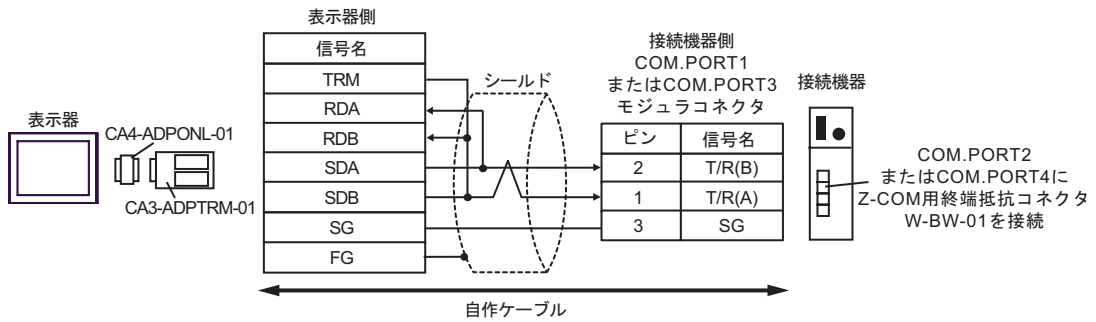 表示器
CA4-ADPONL-01
CA3-ADPTRM-01
表示器側
信号名
TRM
RDA
RDB
SDA
SDB
SG
FG
シールド
接続機器側
COM.PORT1
またはCOM.PORT3
モジュラコネクタ
ピン 信号名
2 T/R(B)
1 T/R(A)
3 SG
接続機器
COM.PORT2
またはCOM.PORT4に
Z-COM用終端抵抗コネクタ
W-BW-01を接続
自作ケーブル